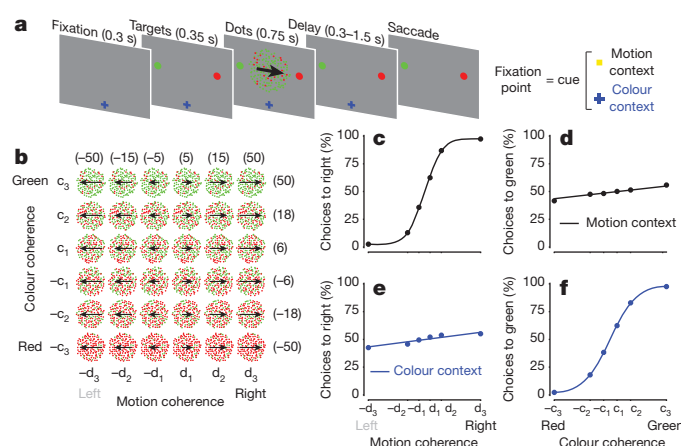 a
Fixation (0.3 s)
Targets (0.35 s)
Dots (0.75 s)
Delay (0.3–1.5 s)
Saccade
Fixation point = cue
Motion context
Colour context
b
(–50) (–15) (–5) (5) (15) (50)
Green c3 (50)
c2 (18)
c1 (6)
–c1 (–6)
–c2 (–18)
Red –c3 (–50)
Colour coherence
–d3 –d2 –d1 d1 d2 d3
Left Right
Motion coherence
c
Choices to right (%)
100
75
50
25
0
d
Choices to green (%)
100
75
50
25
0
Motion context
e
Choices to right (%)
100
75
50
25
0
Colour context
–d3 –d2 –d1 d1 d2 d3
Left Right
Motion coherence
f
Choices to green (%)
100
75
50
25
0
–c3 –c2 –c1 c1 c2 c3
Red Green
Colour coherence